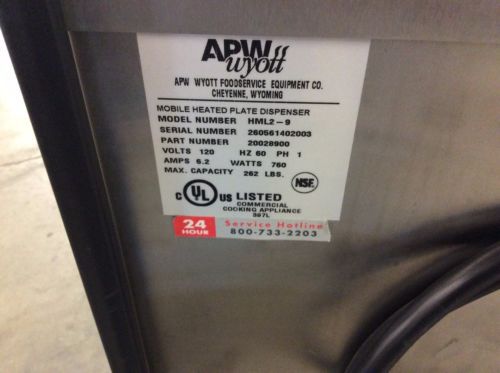 APW
wyott
APW WYOTT FOODSERVICE EQUIPMENT CO.
CHEYENNE, WYOMING
MOBILE HEATED PLATE DISPENSER
MODEL NUMBER HML2-9
SERIAL NUMBER 260561402003
PART NUMBER 20028900
VOLTS 120 HZ 60 PH 1
AMPS 6.2 WATTS 760
MAX. CAPACITY 262 LBS.
C UL US LISTED NSF
COMMERCIAL
COOKING APPLIANCE
367L
24 HOUR Service Hotline
800-733-2203